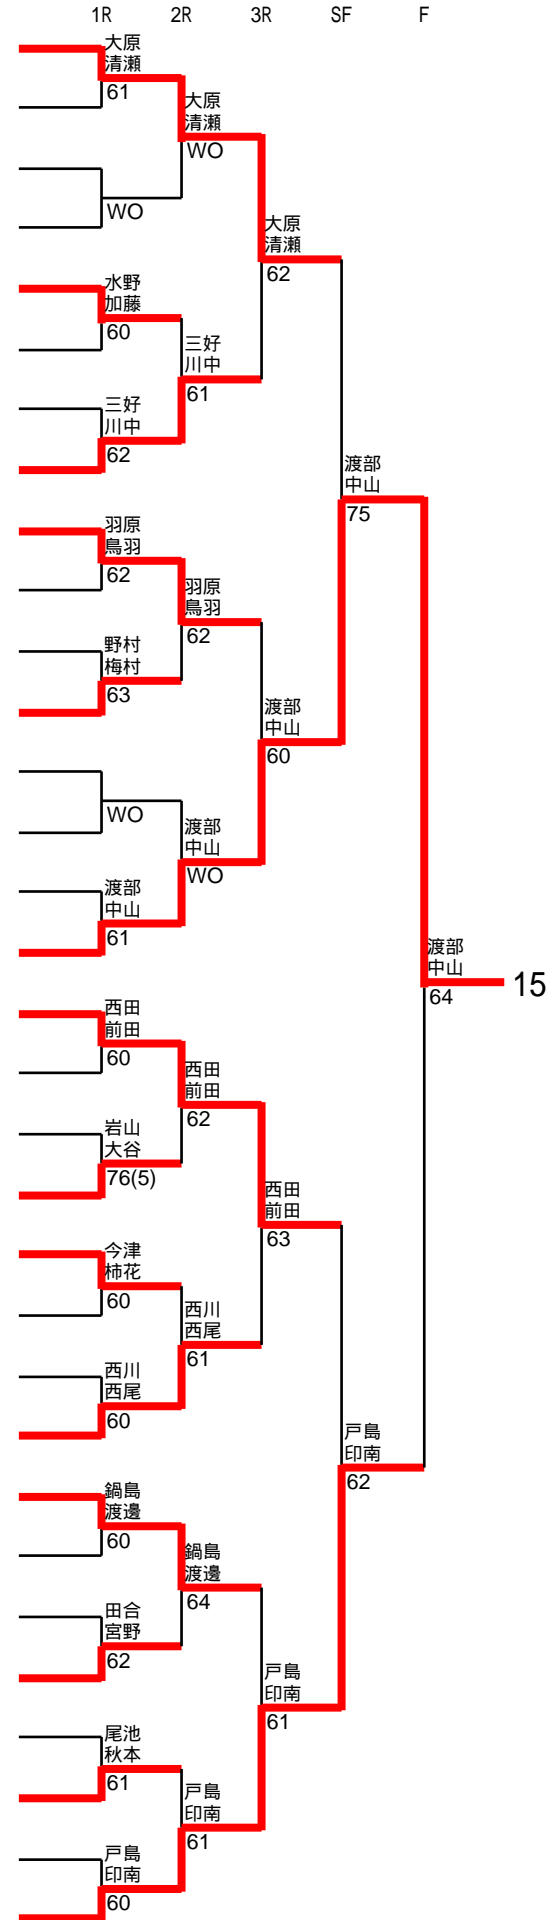 1R 2R 3R SF F
大原
清瀬
61
大原
清瀬
WO
WO
大原
清瀬
62
水野
加藤
60
三好
川中
61
三好
川中
62
渡部
中山
75
羽原
鳥羽
62
羽原
鳥羽
62
野村
梅村
63
渡部
中山
60
WO
渡部
中山
WO
渡部
中山
61
渡部
中山
64
15
西田
前田
60
西田
前田
62
岩山
大谷
76(5)
西田
前田
63
今津
柿花
60
西川
西尾
61
西川
西尾
60
戸島
印南
62
鍋島
渡邊
60
鍋島
渡邊
64
田合
宮野
62
戸島
印南
61
尾池
秋本
61
戸島
印南
61
戸島
印南
60